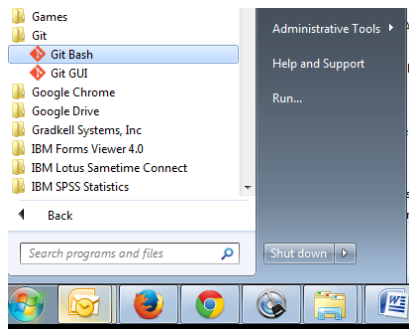 Games
Git
Git Bash
Git GUI
Google Chrome
Google Drive
Gradkell Systems, Inc
IBM Forms Viewer 4.0
IBM Lotus Sametime Connect
IBM SPSS Statistics
Back
Search programs and files
Administrative Tools
Help and Support
Run...
Shut down